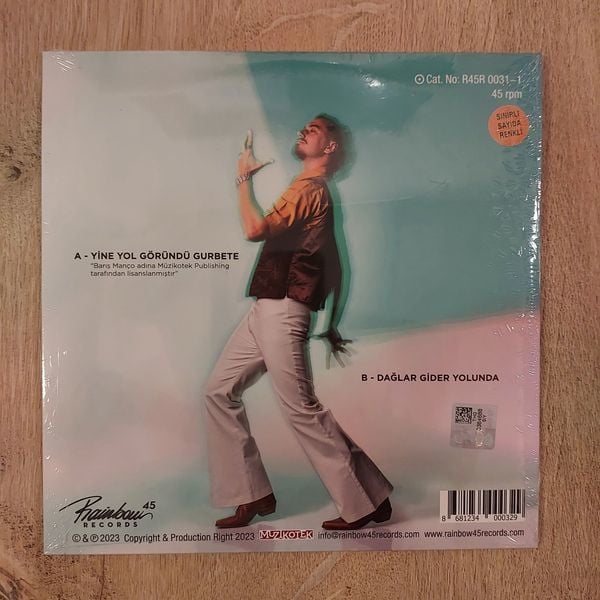 Cat. No: R45R 0031-1
45 rpm
SINIRLI
SAYIDA
RENKLİ
A - YİNE YOL GÖRÜNDÜ GURBETE
"Barış Manço adına Müzikotek Publishing
tarafından lisanslanmıştır"
B - DAĞLAR GİDER YOLUNDA
Rainbow 45
RECORDS
8 681234 000329
© & ℗ 2023 Copyright & Production Right 2023 MÜZİKOTEK info@rainbow45records.com www.rainbow45records.com